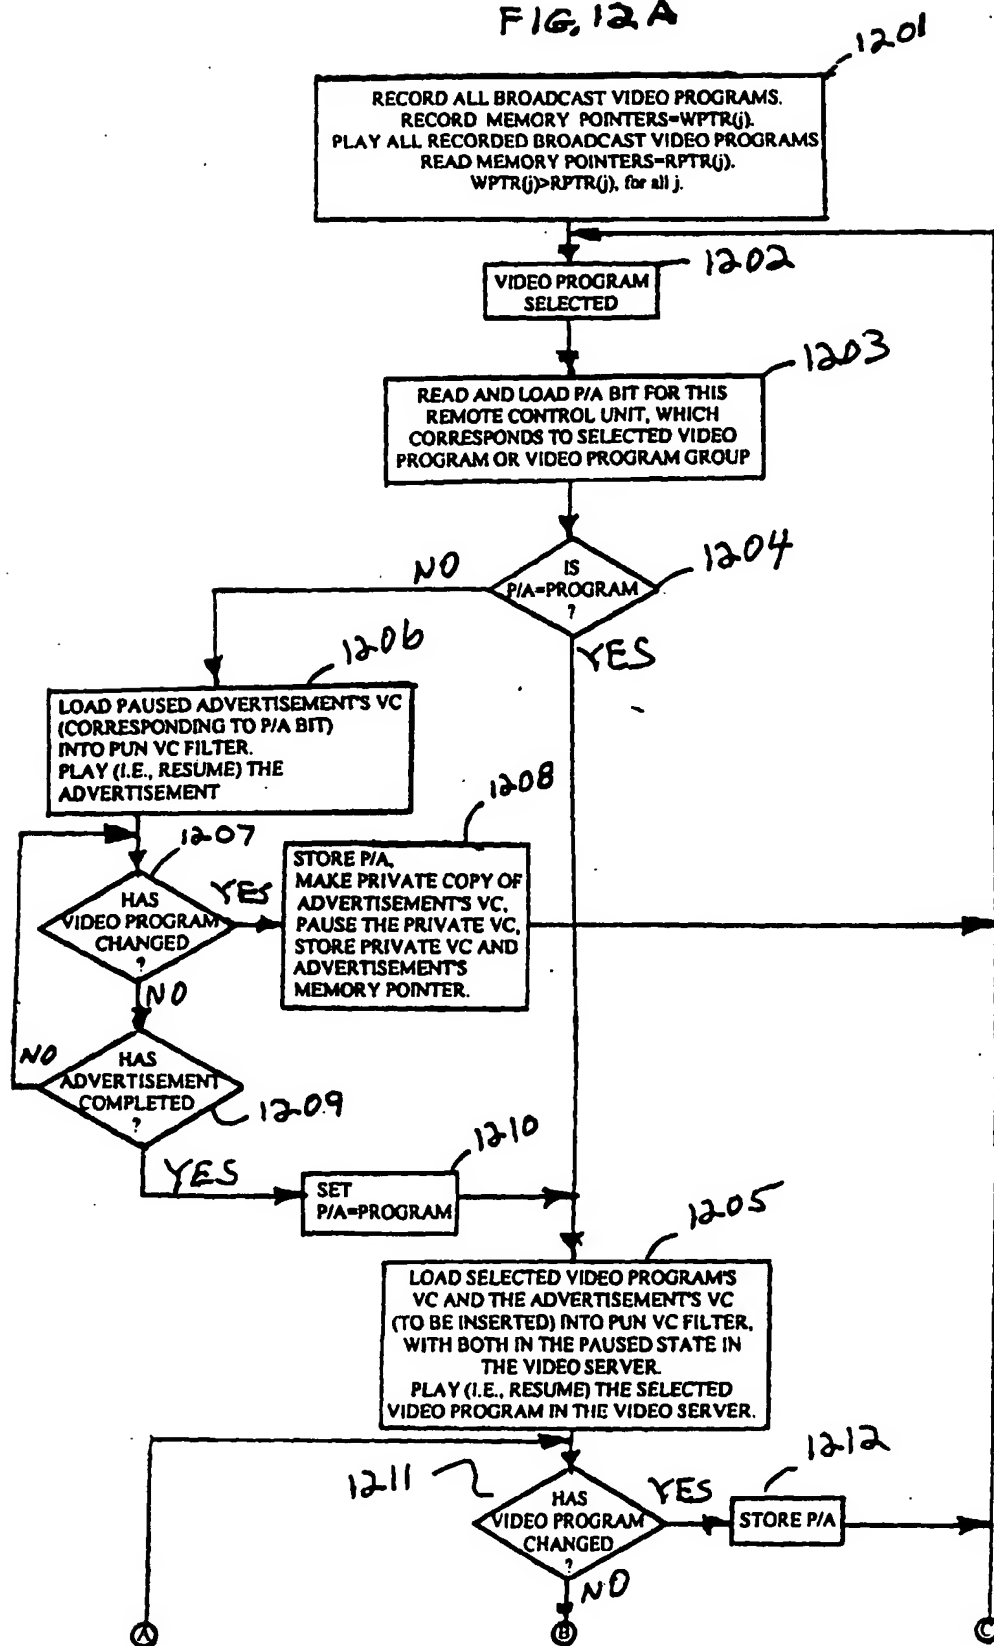 FIG. 12A
1201
RECORD ALL BROADCAST VIDEO PROGRAMS.
RECORD MEMORY POINTERS=WPTR(j).
PLAY ALL RECORDED BROADCAST VIDEO PROGRAMS
READ MEMORY POINTERS=RPTR(j).
WPTR(j)>RPTR(j), for all j.
1202
VIDEO PROGRAM
SELECTED
1203
READ AND LOAD P/A BIT FOR THIS
REMOTE CONTROL UNIT, WHICH
CORRESPONDS TO SELECTED VIDEO
PROGRAM OR VIDEO PROGRAM GROUP
1204
IS
P/A=PROGRAM
?
NO
YES
1206
LOAD PAUSED ADVERTISEMENT'S VC
(CORRESPONDING TO P/A BIT)
INTO PUN VC FILTER.
PLAY (I.E., RESUME) THE
ADVERTISEMENT
1207
HAS
VIDEO PROGRAM
CHANGED
?
YES
NO
1208
STORE P/A,
MAKE PRIVATE COPY OF
ADVERTISEMENT'S VC,
PAUSE THE PRIVATE VC,
STORE PRIVATE VC AND
ADVERTISEMENT'S
MEMORY POINTER.
NO
HAS
ADVERTISEMENT
COMPLETED
?
1209
YES
1210
SET
P/A=PROGRAM
1205
LOAD SELECTED VIDEO PROGRAM'S
VC AND THE ADVERTISEMENT'S VC
(TO BE INSERTED) INTO PUN VC FILTER,
WITH BOTH IN THE PAUSED STATE IN
THE VIDEO SERVER.
PLAY (I.E., RESUME) THE SELECTED
VIDEO PROGRAM IN THE VIDEO SERVER.
1211
HAS
VIDEO PROGRAM
CHANGED
?
YES
1212
STORE P/A
NO
A
B
C